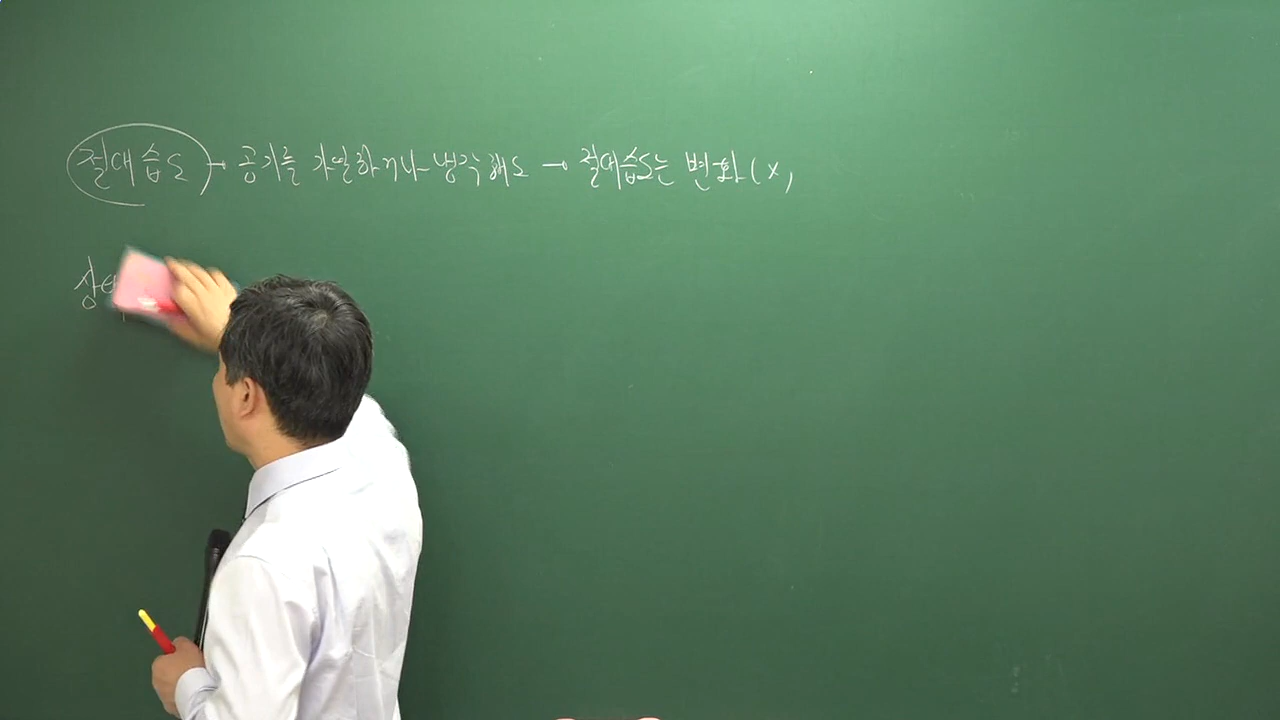 절대습도 → 공기를 가열하거나 냉각해도 → 절대습도는 변화(x)
상